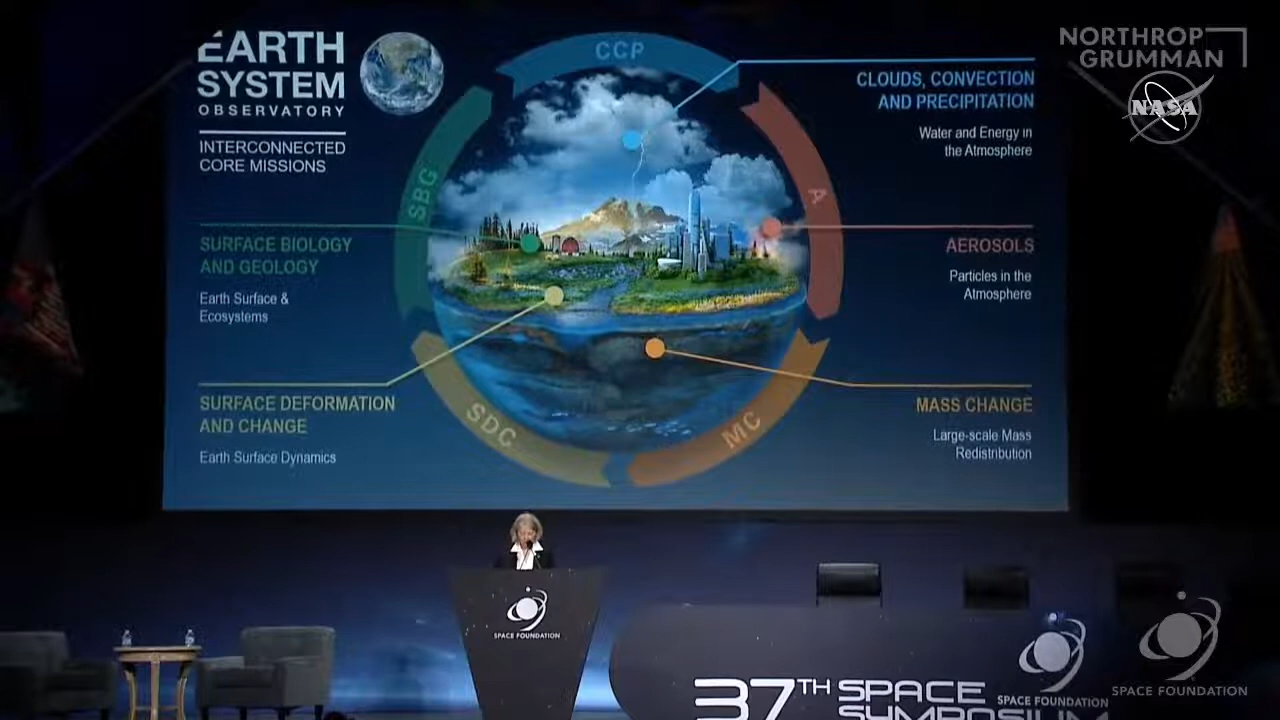 EARTH
SYSTEM
OBSERVATORY
INTERCONNECTED
CORE MISSIONS
CCP
NORTHROP
GRUMMAN
NASA
CLOUDS, CONVECTION
AND PRECIPITATION
Water and Energy in
the Atmosphere
SBG
A
SURFACE BIOLOGY
AND GEOLOGY
Earth Surface &
Ecosystems
AEROSOLS
Particles in the
Atmosphere
SURFACE DEFORMATION
AND CHANGE
Earth Surface Dynamics
SDC
MC
MASS CHANGE
Large-scale Mass
Redistribution
SPACE FOUNDATION
37TH SPACE
SYMPOSIUM
SPACE FOUNDATION
SPACE FOUNDATION